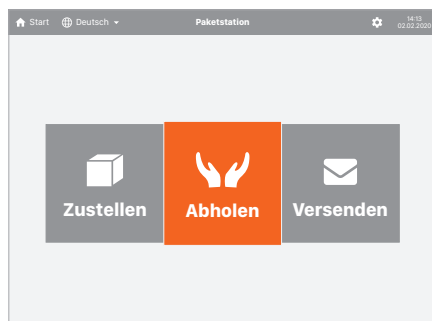 Start Deutsch Paketstation 14:13
02.02.2020
Zustellen Abholen Versenden